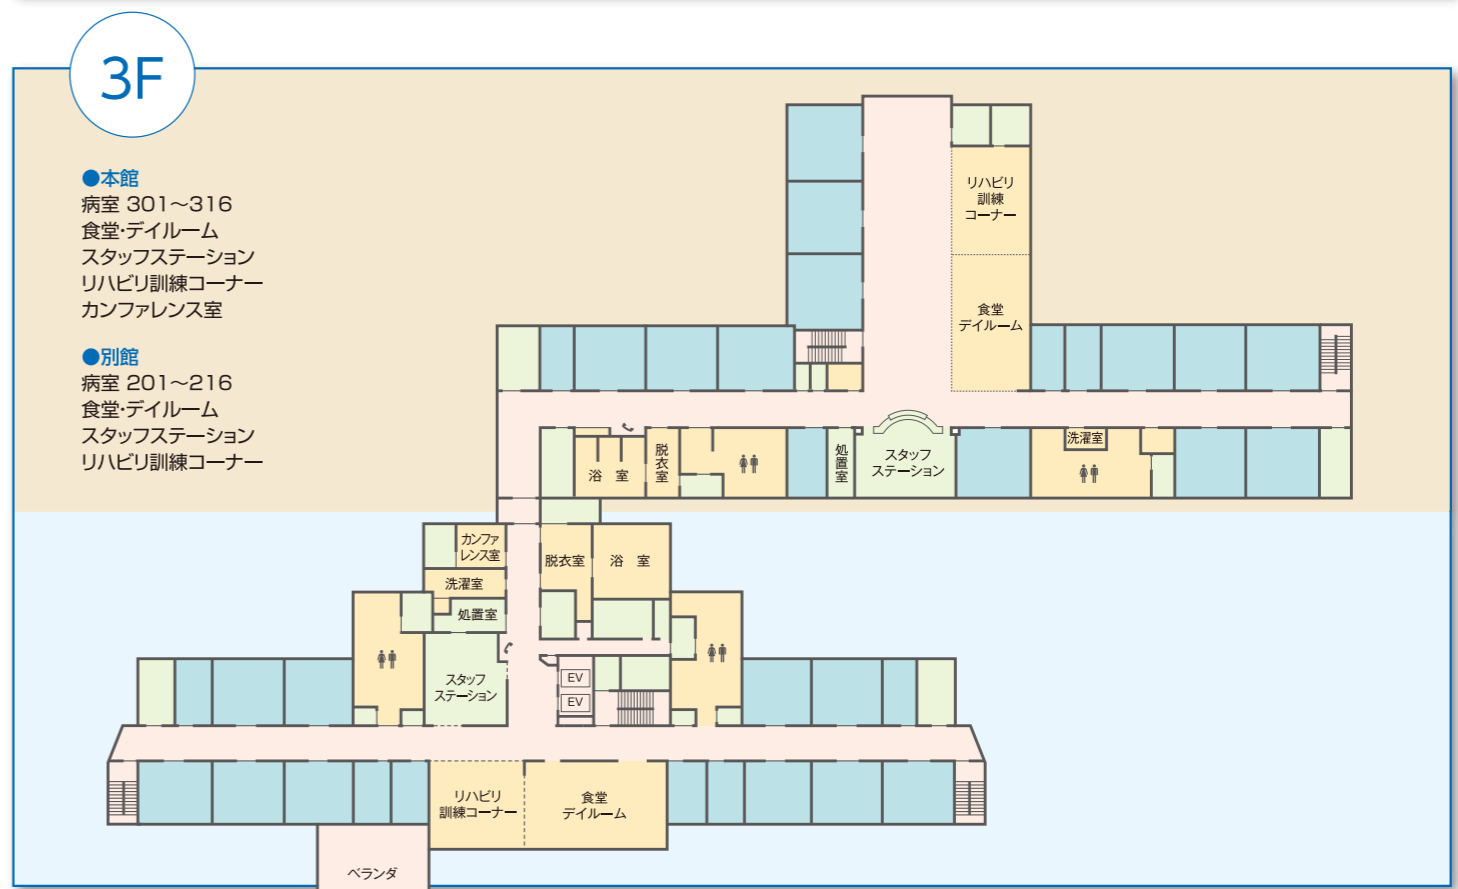 3F
●本館
病室 301～316
食堂・デイルーム
スタッフステーション
リハビリ訓練コーナー
カンファレンス室
●別館
病室 201～216
食堂・デイルーム
スタッフステーション
リハビリ訓練コーナー
リハビリ
訓練
コーナー
食堂
デイルーム
浴 室
脱衣室
処置室
スタッフ
ステーション
洗濯室
カンファ
レンス室
洗濯室
処置室
脱衣室
浴 室
スタッフ
ステーション
EV
EV
リハビリ
訓練コーナー
食堂
デイルーム
ベランダ